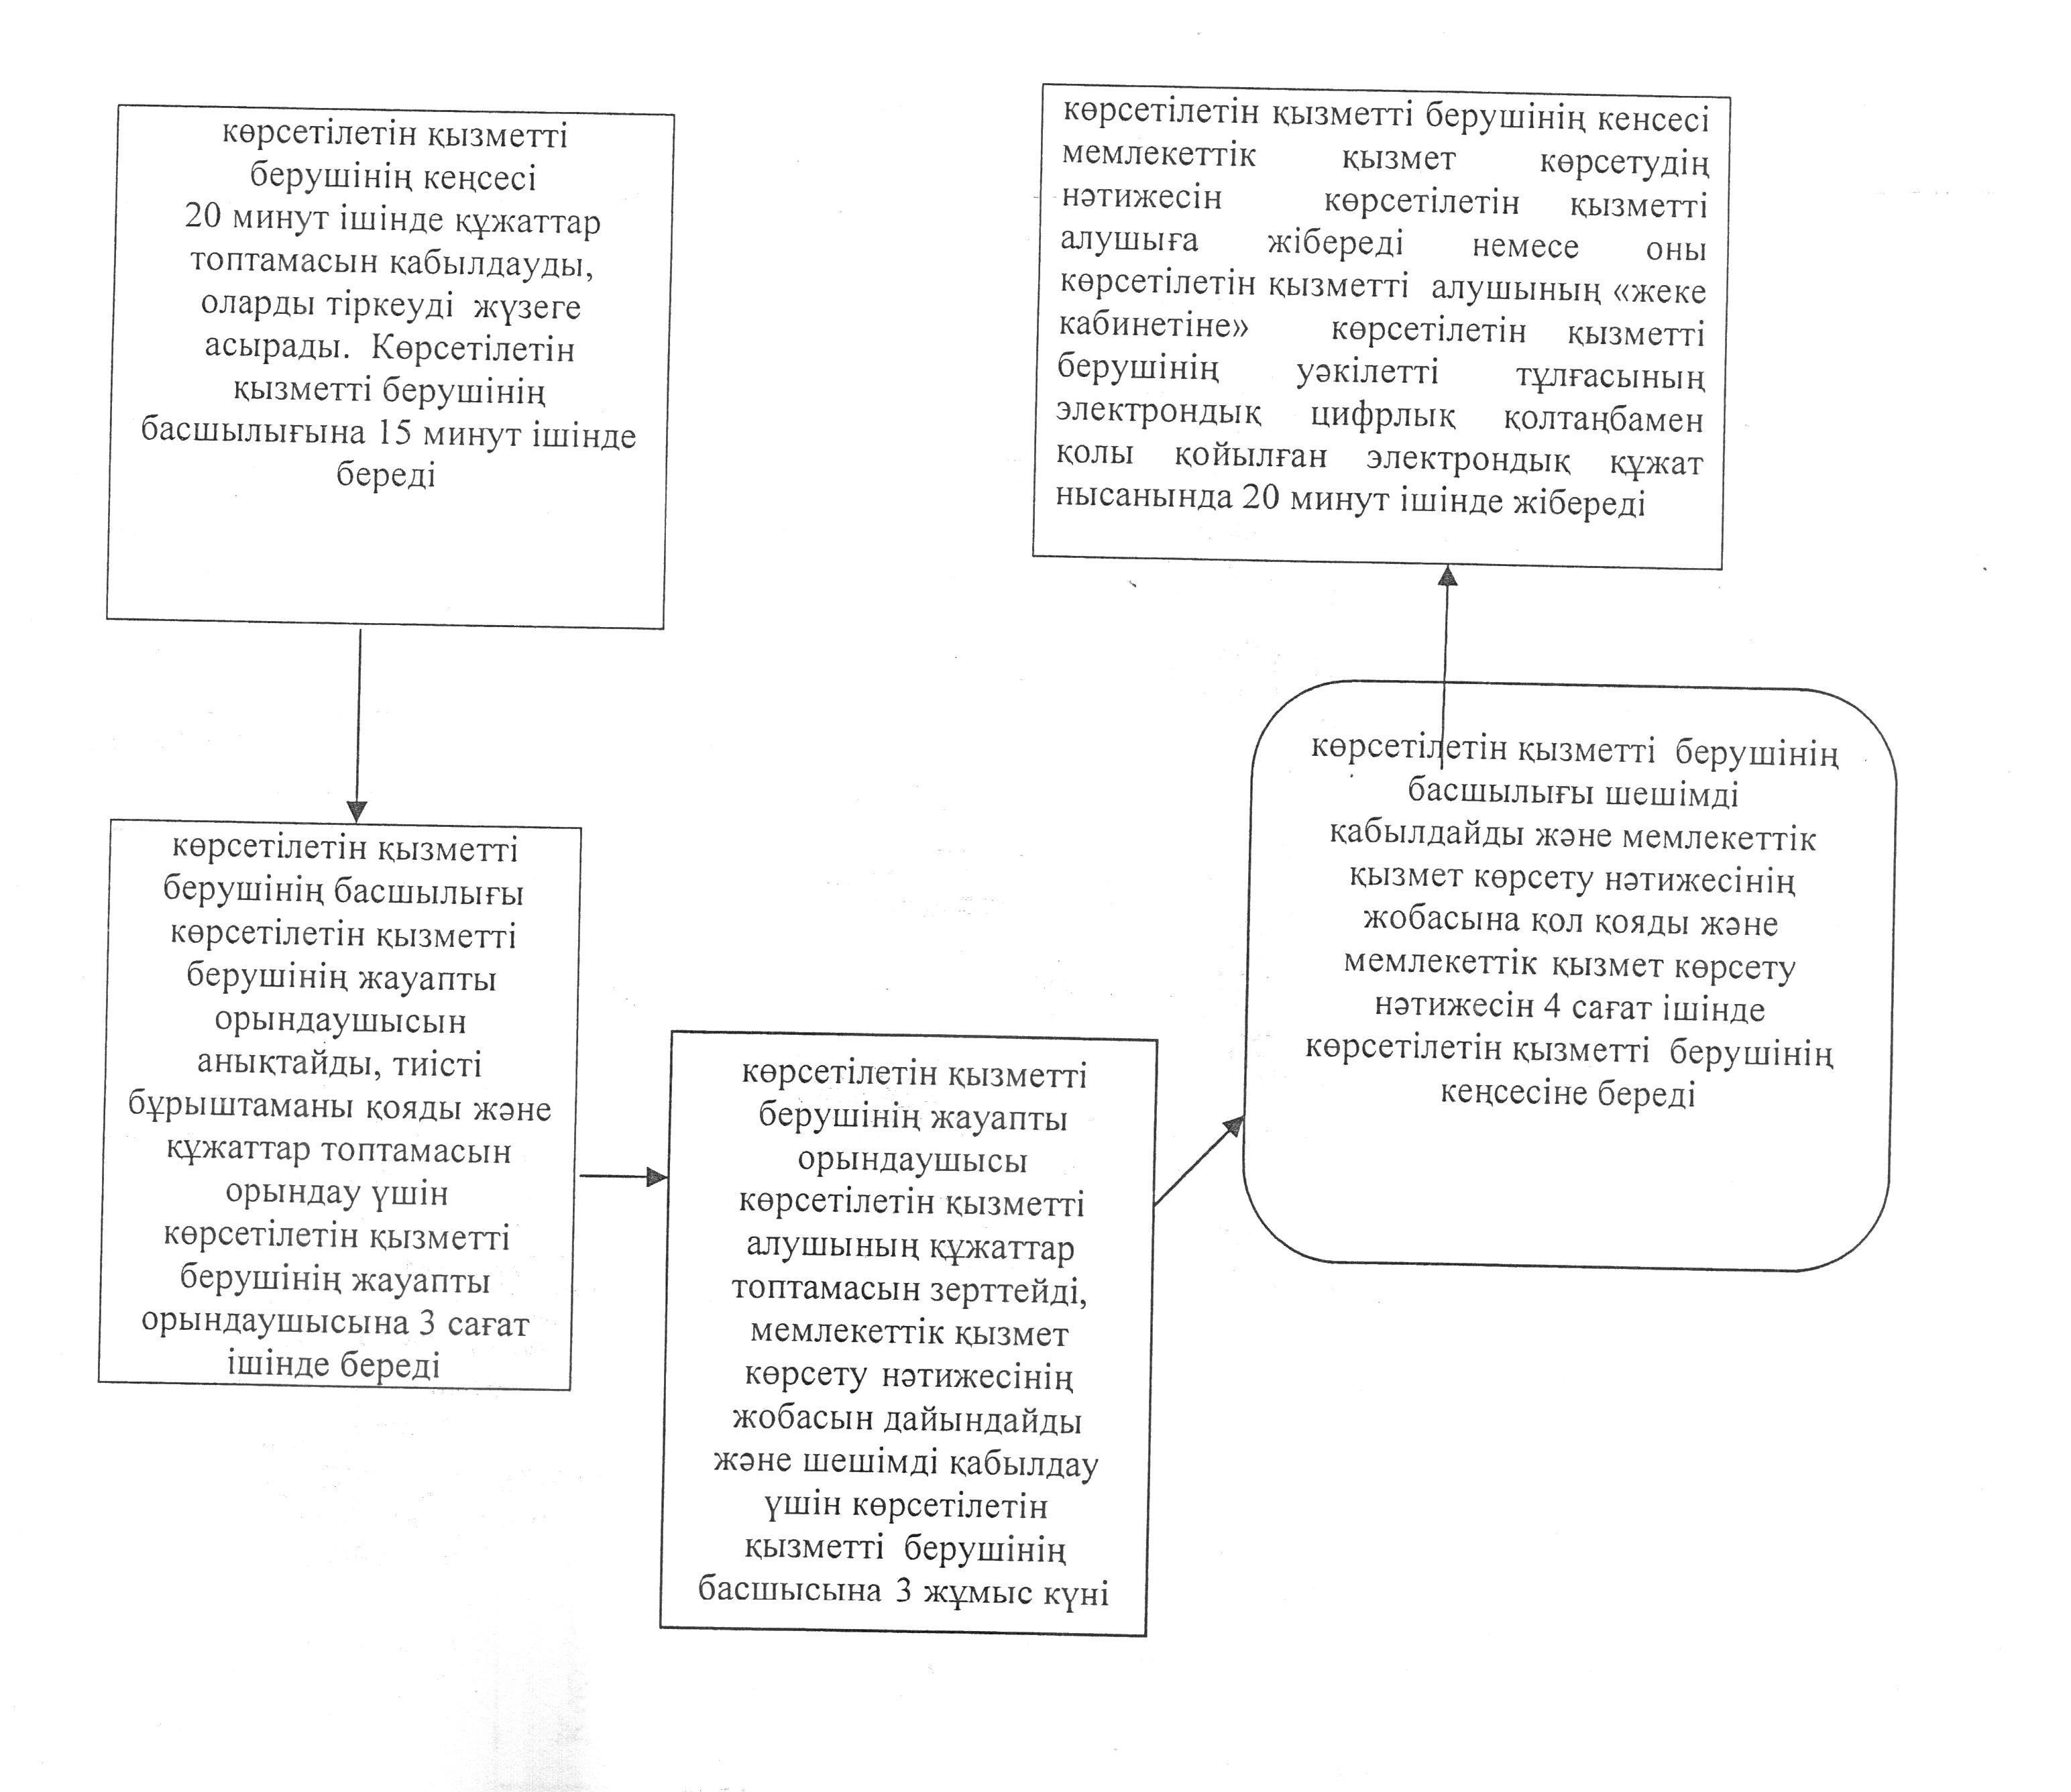 көрсетілетін қызметті
берушінің кеңсесі
20 минут ішінде құжаттар
топтамасын қабылдауды,
оларды тіркеуді жүзеге
асырады. Көрсетілетін
қызметті берушінің
басшылығына 15 минут ішінде
береді
көрсетілетін қызметті
берушінің басшылығы
көрсетілетін қызметті
берушінің жауапты
орындаушысын
анықтайды, тиісті
бұрыштаманы қояды және
құжаттар топтамасын
орындау үшін
көрсетілетін қызметті
берушінің жауапты
орындаушысына 3 сағат
ішінде береді
көрсетілетін қызметті
берушінің жауапты
орындаушысы
көрсетілетін қызметті
алушының құжаттар
топтамасын зерттейді,
мемлекеттік қызмет
көрсету нәтижесінің
жобасын дайындайды
және шешімді қабылдау
үшін көрсетілетін
қызметті берушінің
басшысына 3 жұмыс күні
көрсетілетін қызметті берушінің
басшылығы шешімді
қабылдайды және мемлекеттік
қызмет көрсету нәтижесінің
жобасына қол қояды және
мемлекеттік қызмет көрсету
нәтижесін 4 сағат ішінде
көрсетілетін қызметті берушінің
кеңсесіне береді
көрсетілетін қызметті берушінің кенсесі
мемлекеттік қызмет көрсетудің
нәтижесін көрсетілетін қызметті
алушыға жібереді немесе оны
көрсетілетін қызметті алушының «жеке
кабинетіне» көрсетілетін қызметті
берушінің уәкілетті тұлғасының
электрондық цифрлық қолтаңбамен
қолы қойылған электрондық құжат
нысанында 20 минут ішінде жібереді